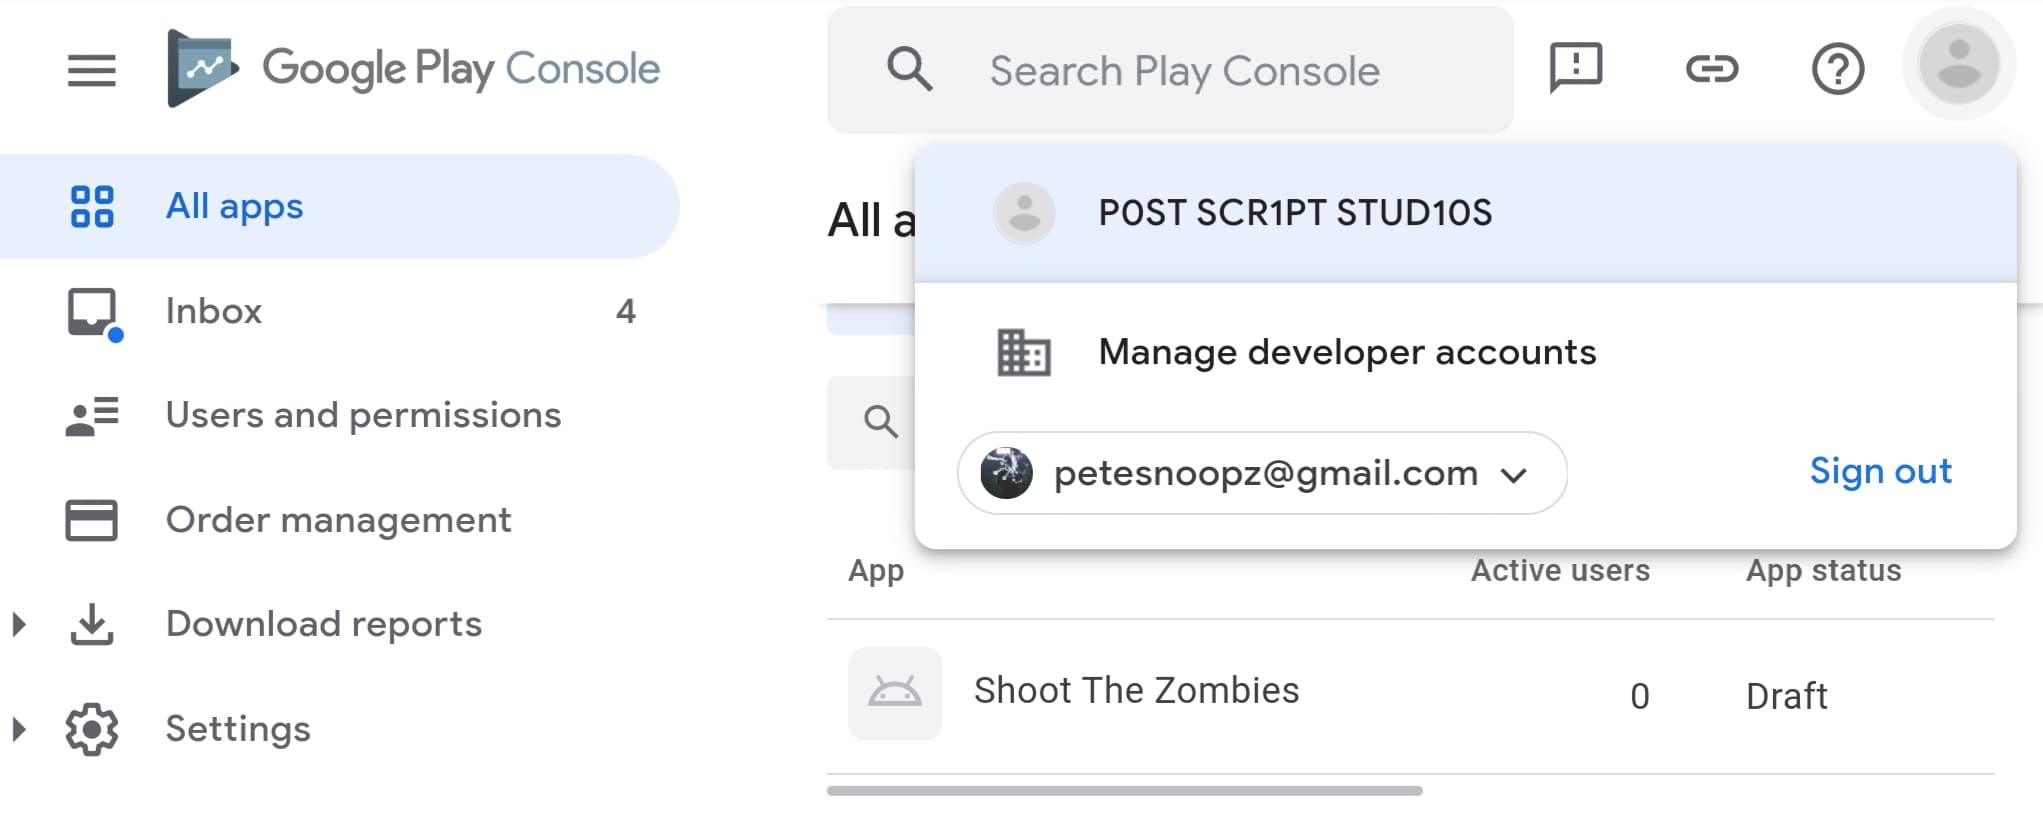 Google Play Console
Search Play Console
All apps
Inbox 4
Users and permissions
Order management
Download reports
Settings
All a
P0ST SCR1PT STUD10S
Manage developer accounts
petesnoopz@gmail.com
Sign out
App Active users App status
Shoot The Zombies 0 Draft